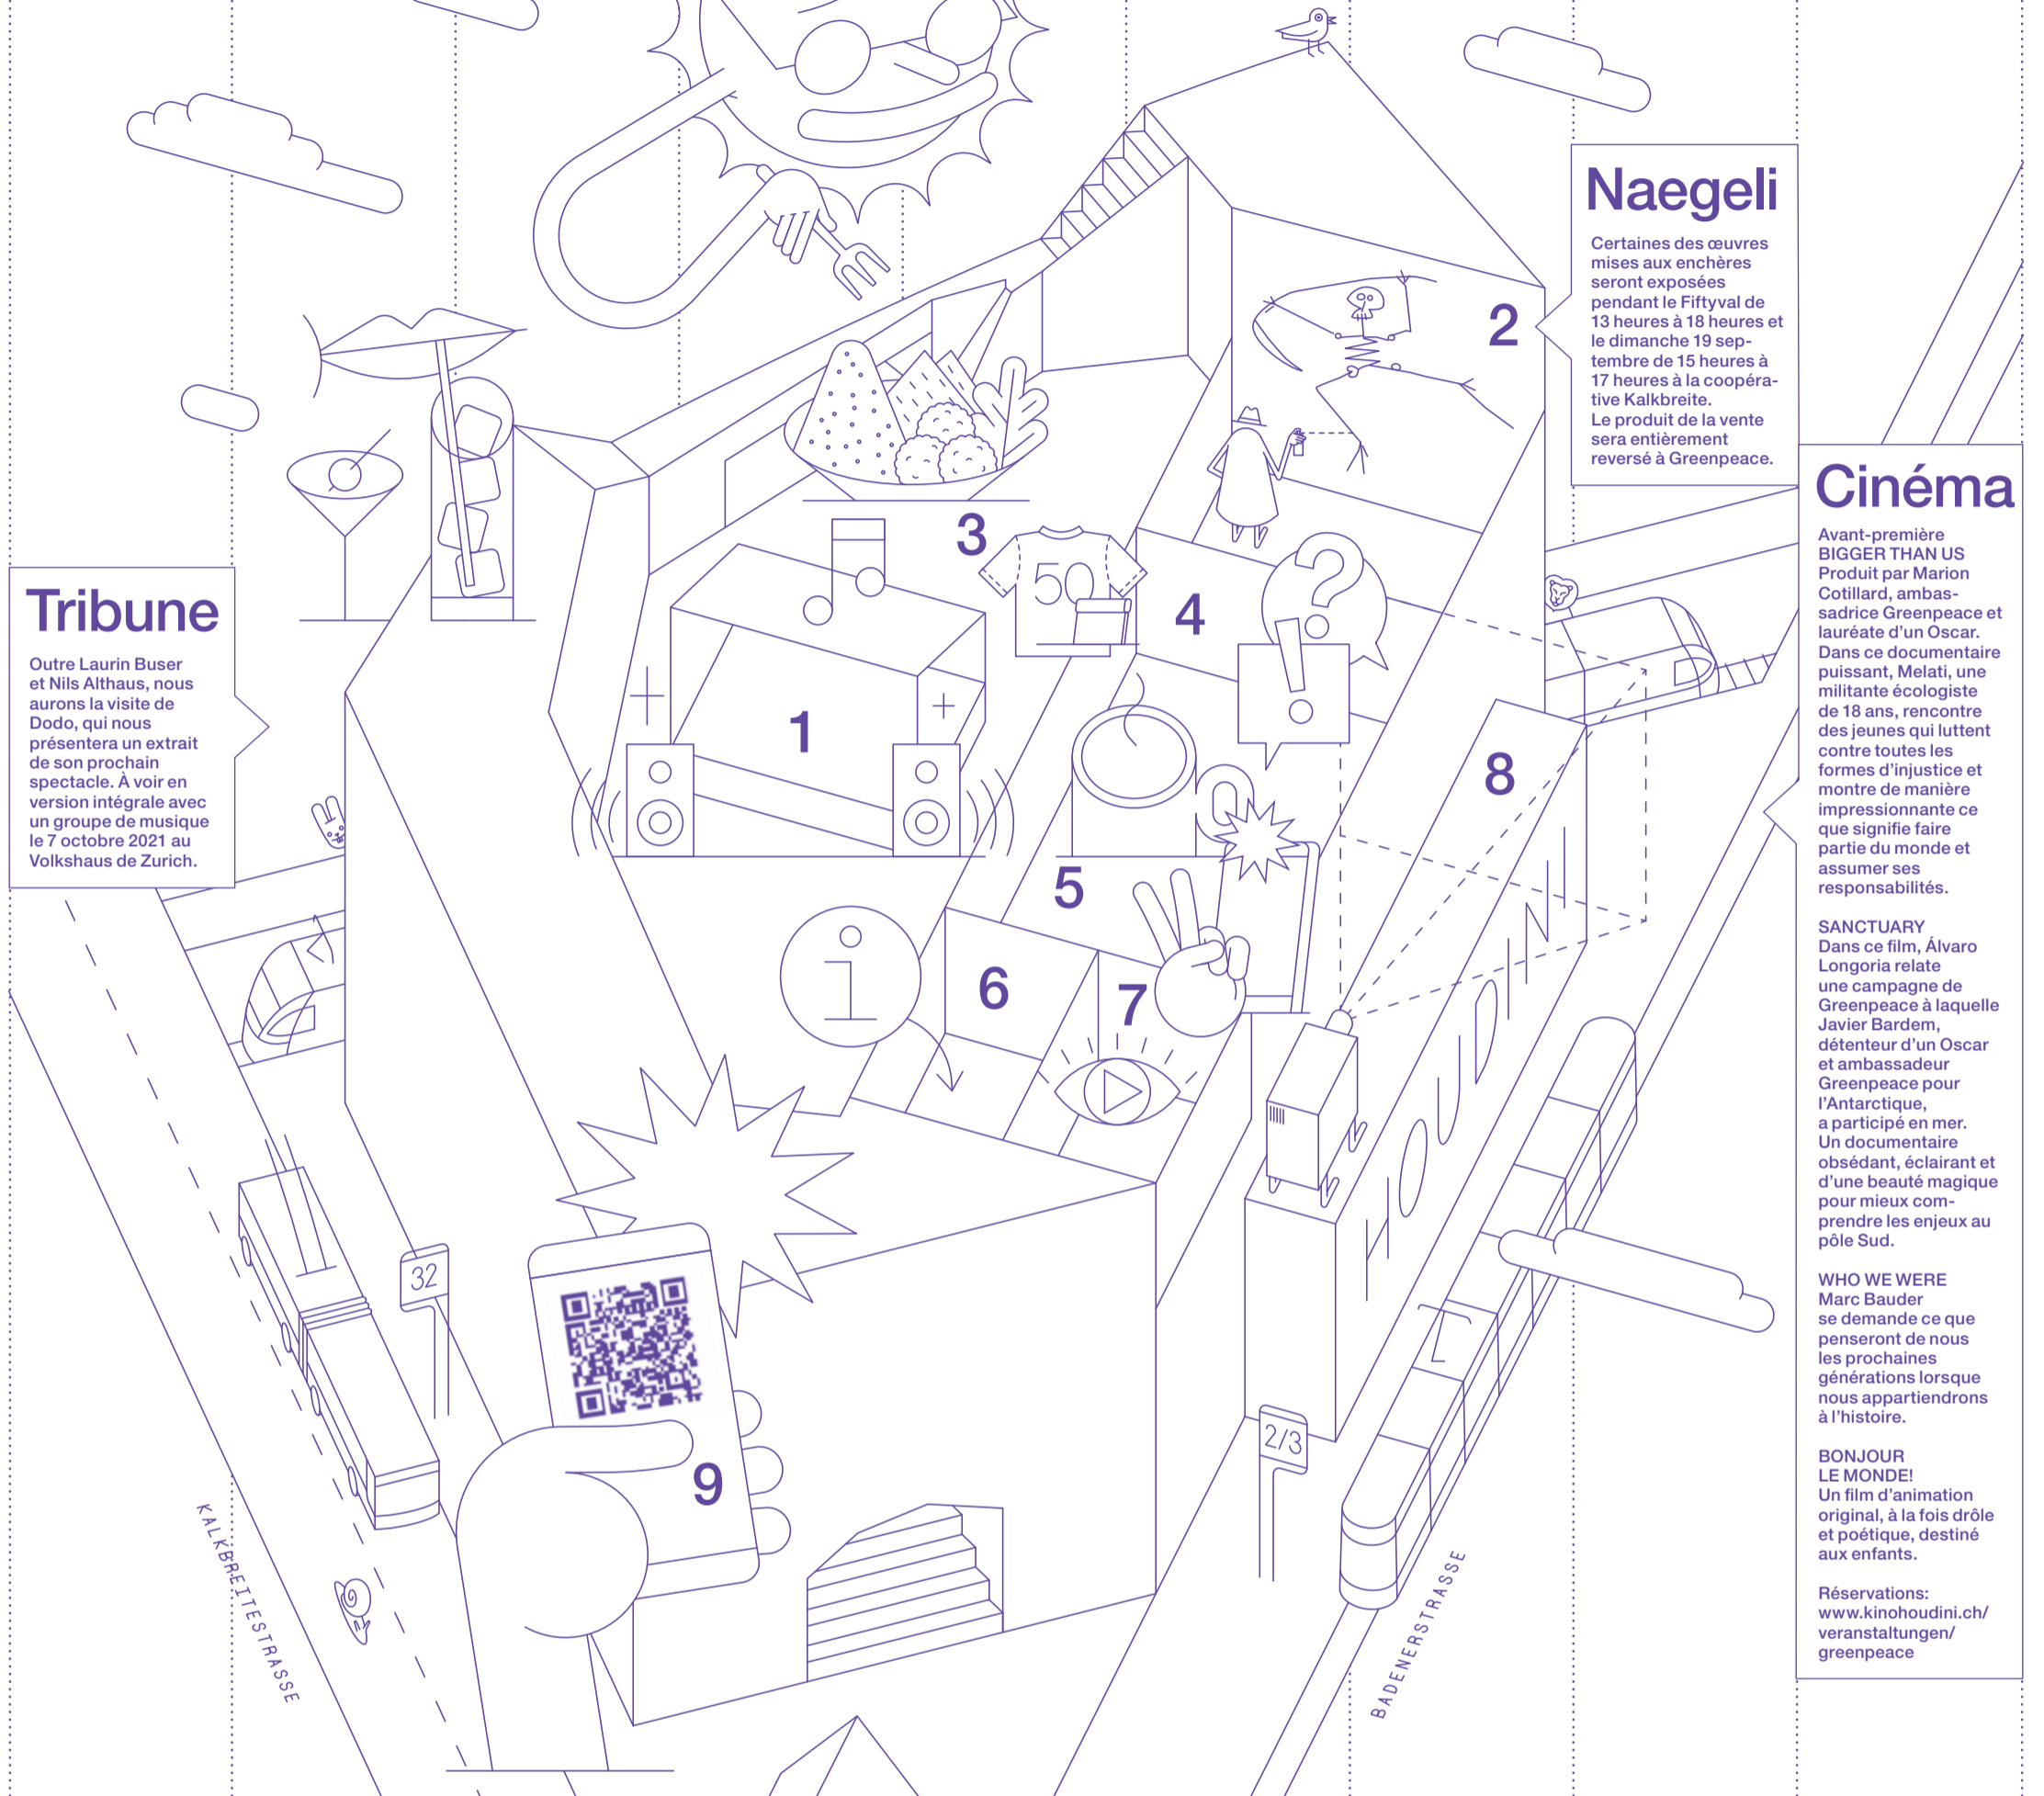 Tribune
Outre Laurin Buser
et Nils Althaus, nous
aurons la visite de
Dodo, qui nous
présentera un extrait
de son prochain
spectacle. À voir en
version intégrale avec
un groupe de musique
le 7 octobre 2021 au
Volkshaus de Zurich.
Naegeli
Certaines des œuvres
mises aux enchères
seront exposées
pendant le Fiftyval de
13 heures à 18 heures et
le dimanche 19 sep-
tembre de 15 heures à
17 heures à la coopéra-
tive Kalkbreite.
Le produit de la vente
sera entièrement
reversé à Greenpeace.
Cinéma
Avant-première
BIGGER THAN US
Produit par Marion
Cotillard, ambas-
sadrice Greenpeace et
lauréate d'un Oscar.
Dans ce documentaire
puissant, Melati, une
militante écologiste
de 18 ans, rencontre
des jeunes qui luttent
contre toutes les
formes d'injustice et
montre de manière
impressionnante ce
que signifie faire
partie du monde et
assumer ses
responsabilités.
SANCTUARY
Dans ce film, Álvaro
Longoria relate
une campagne de
Greenpeace à laquelle
Javier Bardem,
détenteur d'un Oscar
et ambassadeur
Greenpeace pour
l'Antarctique,
a participé en mer.
Un documentaire
obsédant, éclairant et
d'une beauté magique
pour mieux com-
prendre les enjeux au
pôle Sud.
WHO WE WERE
Marc Bauder
se demande ce que
penseront de nous
les prochaines
générations lorsque
nous appartiendrons
à l'histoire.
BONJOUR
LE MONDE!
Un film d'animation
original, à la fois drôle
et poétique, destiné
aux enfants.
Réservations:
www.kinohoudini.ch/
veranstaltungen/
greenpeace
2
3
50
4
?
!
1
8
5
i
6
7
HOUDINI
32
9
2/3
KALKBREITESTRASSE
BADENERSTRASSE